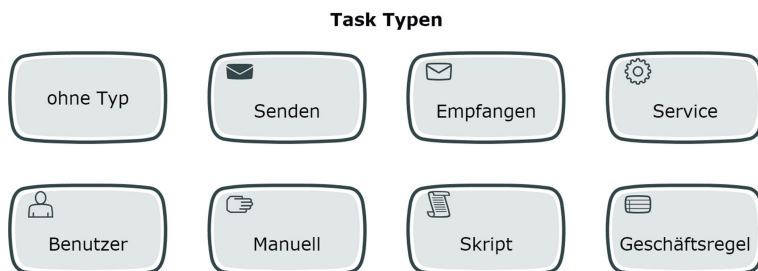 Task Typen
ohne Typ
Senden
Empfangen
Service
Benutzer
Manuell
Skript
Geschäftsregel